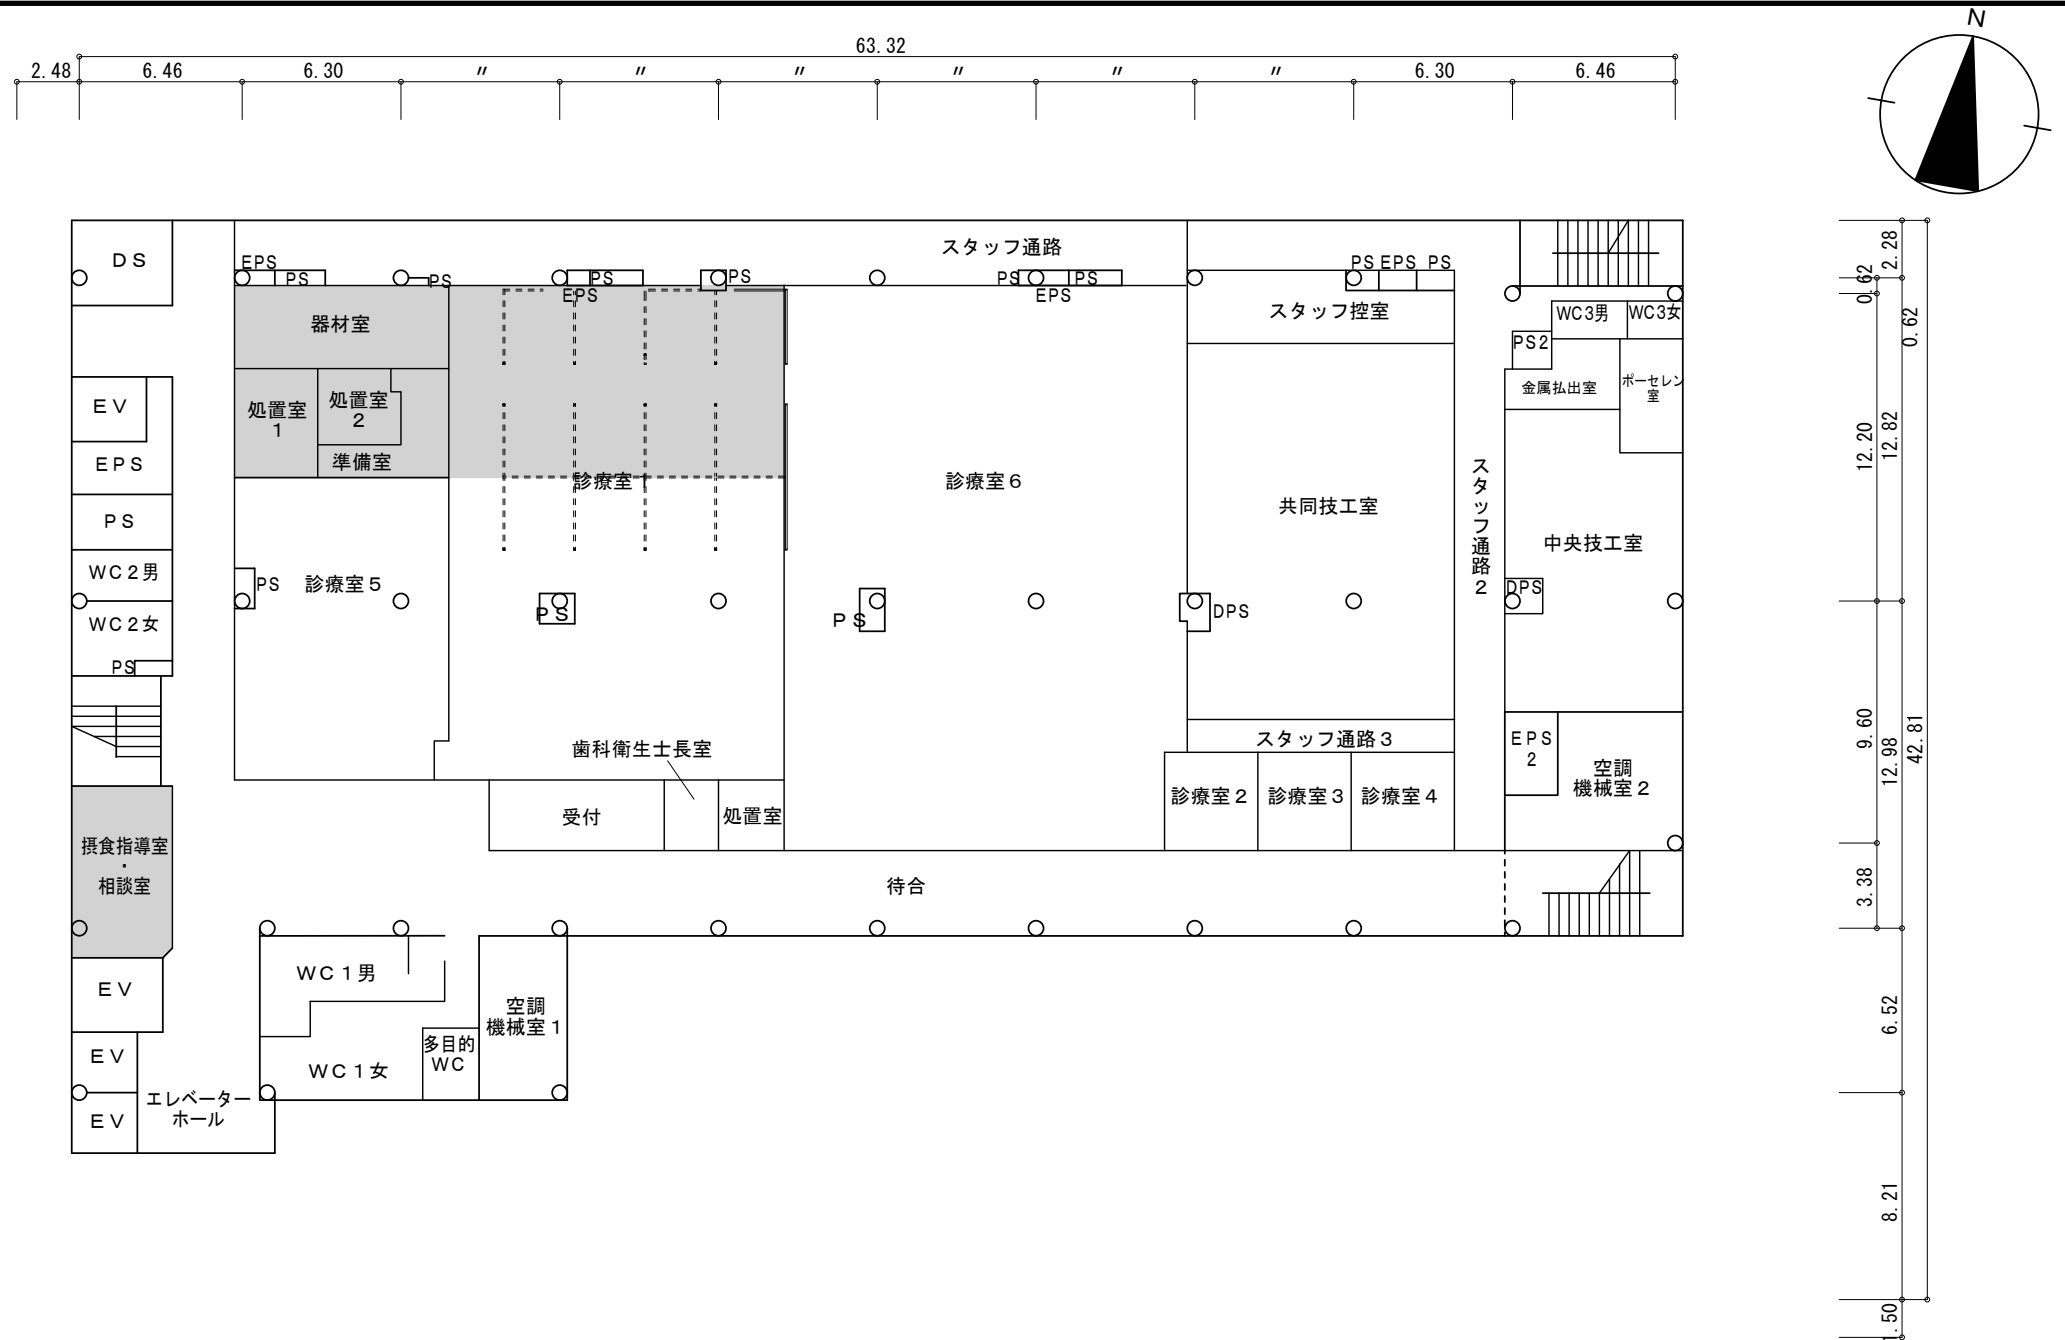 N
63.32
2.48 6.46 6.30 〃 〃 〃 〃 〃 〃 6.30 6.46
DS
EPS
PS
PS
PS
EPS
PS
スタッフ通路
PS
PS
EPS
PS EPS PS
スタッフ控室
器材室
処置室
1
処置室
2
準備室
診療室1
診療室6
共同技工室
スタッフ通路2
WC3男
WC3女
PS2
金属払出室
ポーセレン
室
中央技工室
DPS
EV
EPS
PS
WC2男
WC2女
PS
PS
診療室5
PS
PS
DPS
歯科衛生士長室
受付
処置室
スタッフ通路3
診療室2
診療室3
診療室4
EPS
2
空調
機械室2
摂食指導室
・
相談室
待合
EV
EV
EV
エレベーター
ホール
WC1男
WC1女
多目的
WC
空調
機械室1
2.28
0.62
0.62
12.20
12.82
9.60
12.98
42.81
3.38
6.52
8.21
.50